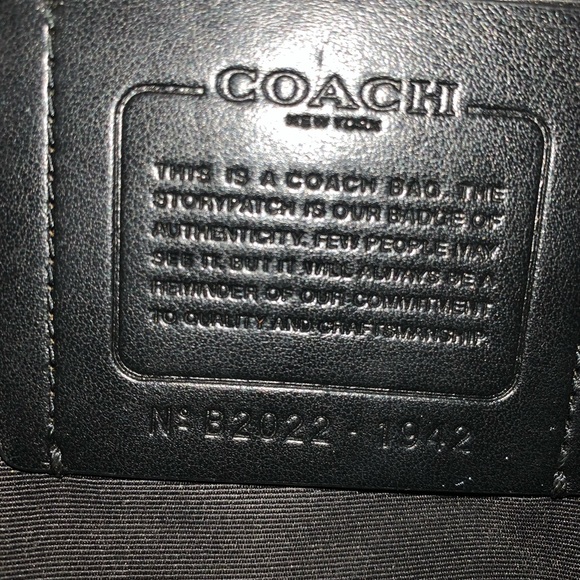 COACH
NEW YORK
THIS IS A COACH BAG. THE
STORYPATCH IS OUR BADGE OF
AUTHENTICITY. FEW PEOPLE MAY
SEE IT, BUT IT WILL ALWAYS BE A
REMINDER OF OUR COMMITMENT
TO QUALITY AND CRAFTSMANSHIP.
Nº B2022 - 1942